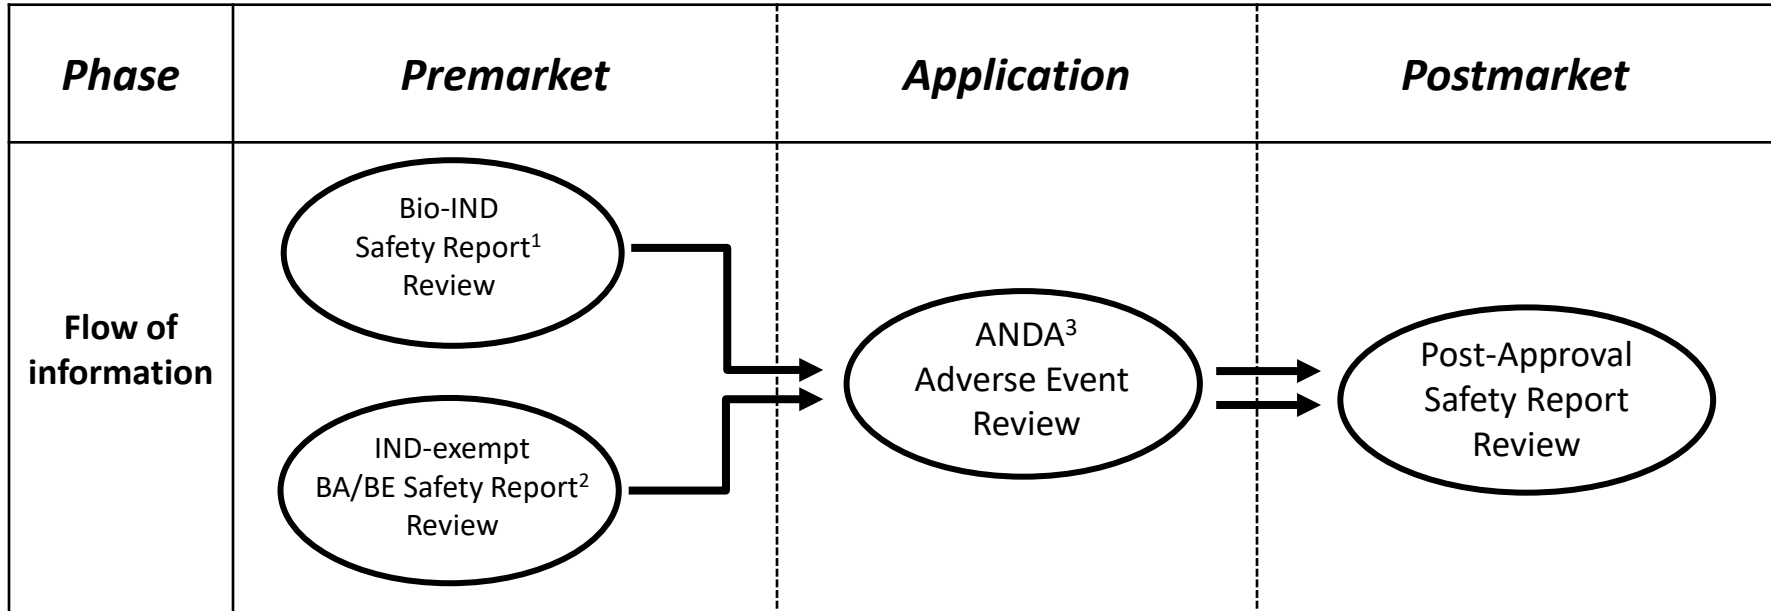 Phase
Premarket
Application
Postmarket
Flow of
information
Bio-IND
Safety Report¹
Review
IND-exempt
BA/BE Safety Report²
Review
ANDA³
Adverse Event
Review
Post-Approval
Safety Report
Review